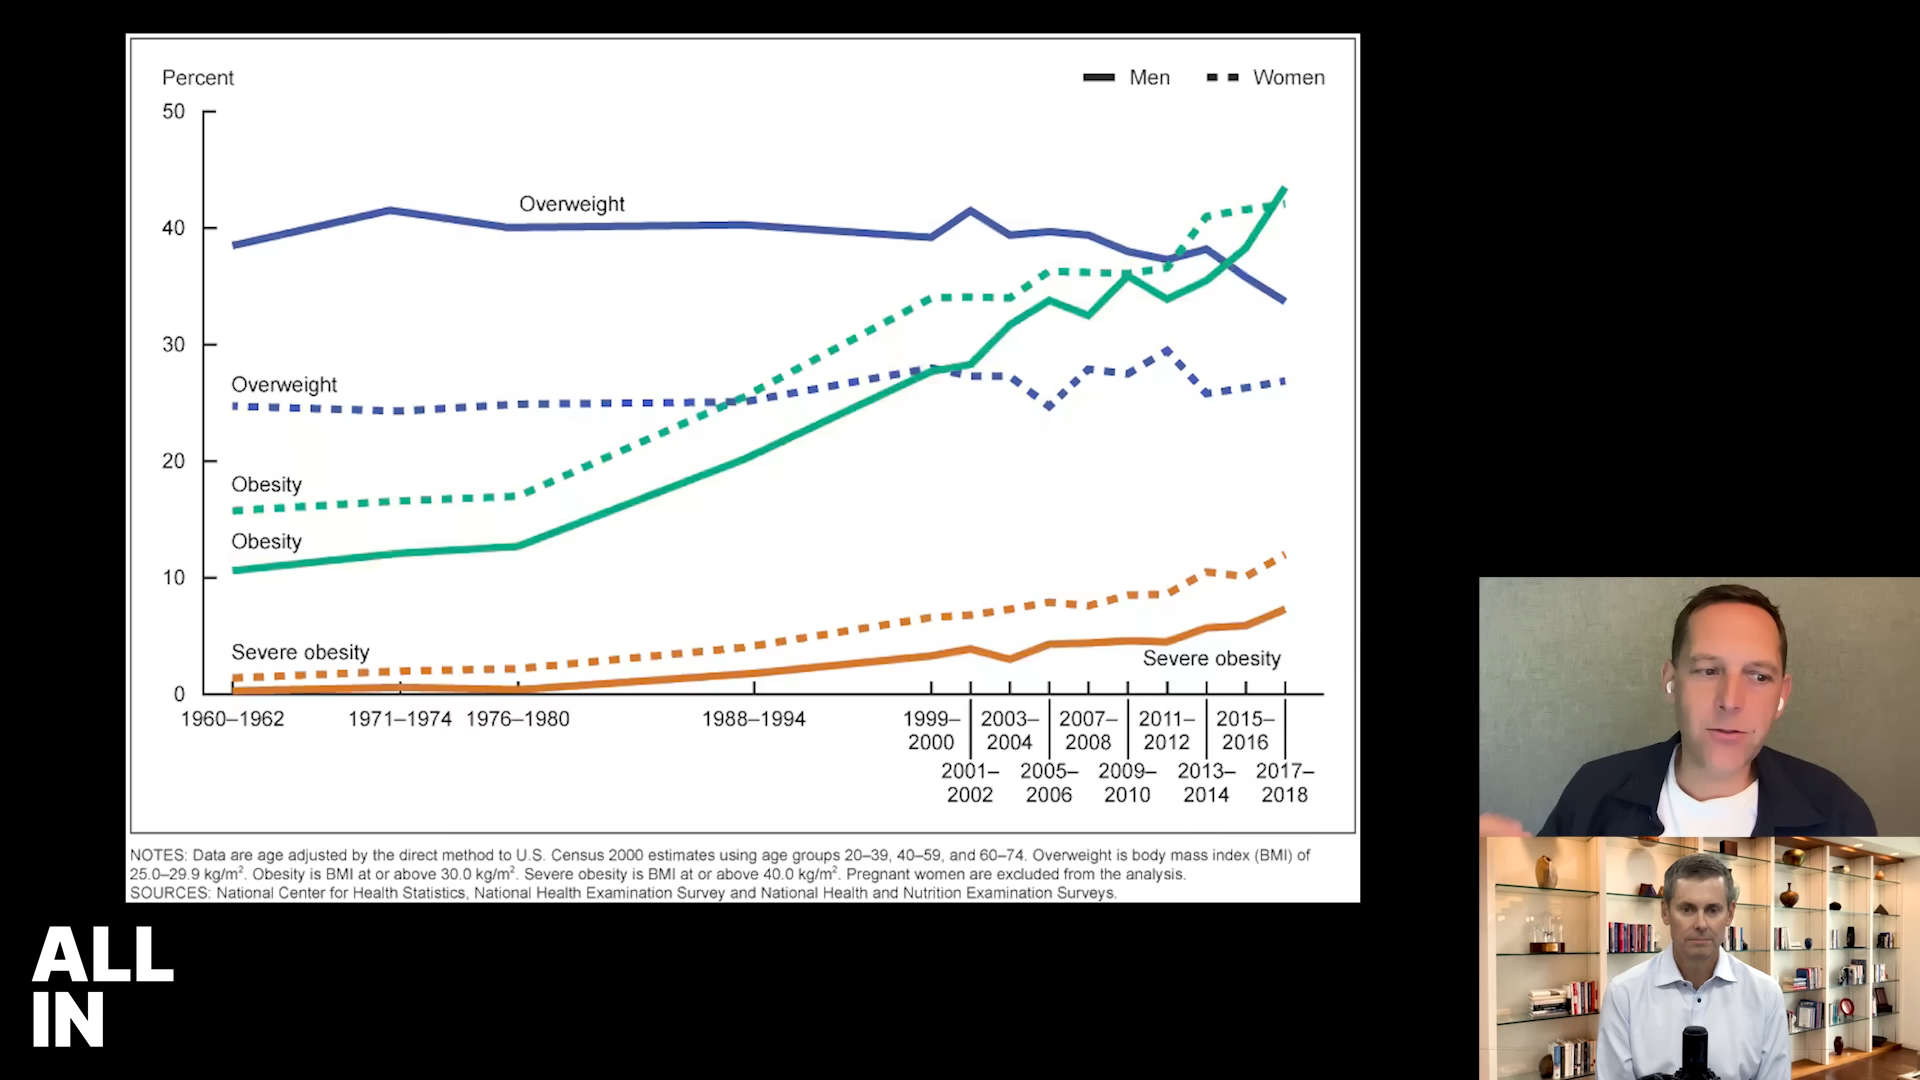 Percent
Men
Women
50
40
30
20
10
0
Overweight
Overweight
Obesity
Obesity
Severe obesity
Severe obesity
1960–1962
1971–1974
1976–1980
1988–1994
1999–
2000
2001–
2002
2003–
2004
2005–
2006
2007–
2008
2009–
2010
2011–
2012
2013–
2014
2015–
2016
2017–
2018
NOTES: Data are age adjusted by the direct method to U.S. Census 2000 estimates using age groups 20–39, 40–59, and 60–74. Overweight is body mass index (BMI) of
25.0–29.9 kg/m². Obesity is BMI at or above 30.0 kg/m². Severe obesity is BMI at or above 40.0 kg/m². Pregnant women are excluded from the analysis.
SOURCES: National Center for Health Statistics, National Health Examination Survey and National Health and Nutrition Examination Surveys.
ALL
IN